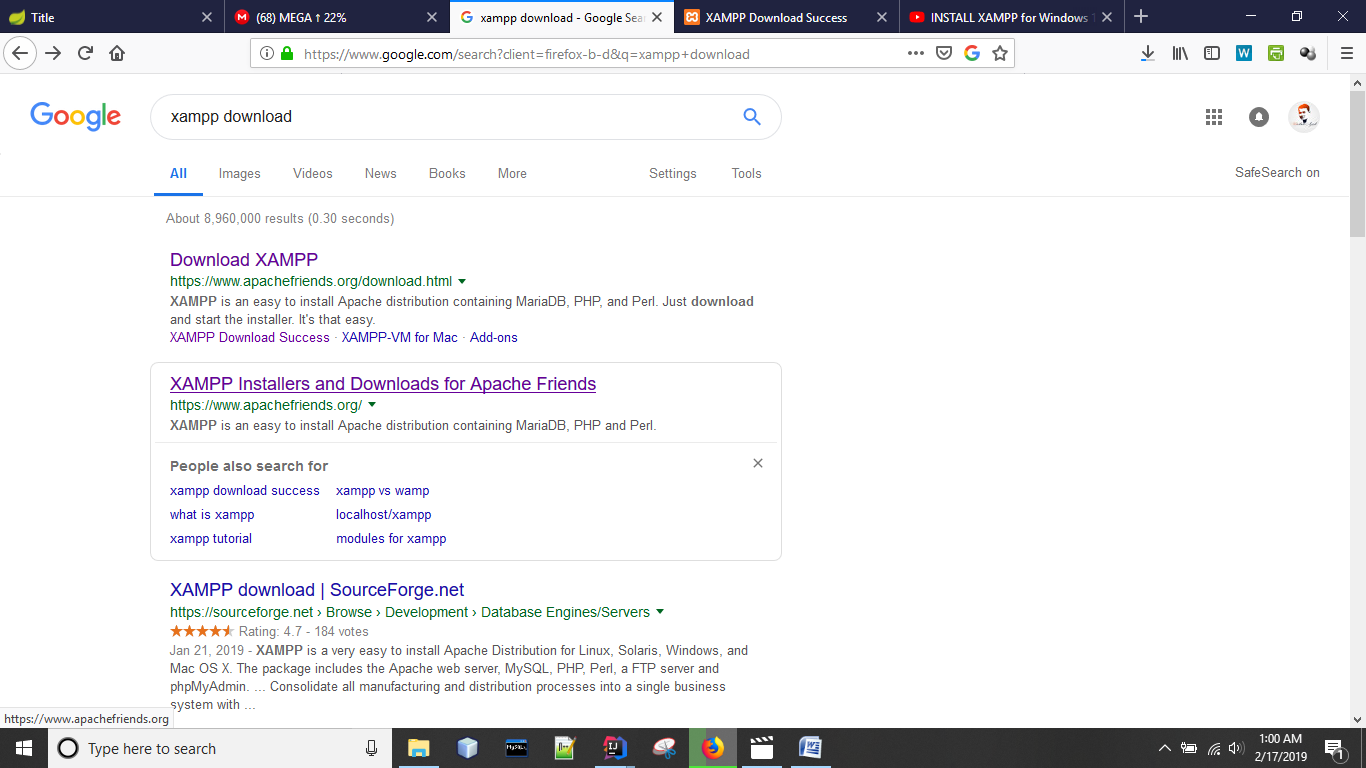 Title
(68) MEGA ↑ 22%
xampp download - Google Sea
XAMPP Download Success
INSTALL XAMPP for Windows 1
https://www.google.com/search?client=firefox-b-d&q=xampp+download
W
Google
xampp download
All Images Videos News Books More Settings Tools
SafeSearch on
About 8,960,000 results (0.30 seconds)
Download XAMPP
https://www.apachefriends.org/download.html
XAMPP is an easy to install Apache distribution containing MariaDB, PHP, and Perl. Just download
and start the installer. It's that easy.
XAMPP Download Success · XAMPP-VM for Mac · Add-ons
XAMPP Installers and Downloads for Apache Friends
https://www.apachefriends.org/
XAMPP is an easy to install Apache distribution containing MariaDB, PHP and Perl.
People also search for
xampp download success xampp vs wamp
what is xampp localhost/xampp
xampp tutorial modules for xampp
XAMPP download | SourceForge.net
https://sourceforge.net › Browse › Development › Database Engines/Servers
Rating: 4.7 - 184 votes
Jan 21, 2019 - XAMPP is a very easy to install Apache Distribution for Linux, Solaris, Windows, and
Mac OS X. The package includes the Apache web server, MySQL, PHP, Perl, a FTP server and
phpMyAdmin. ... Consolidate all manufacturing and distribution processes into a single business
system with ...
https://www.apachefriends.org
Type here to search
MySQL
IJ
W
1:00 AM
2/17/2019
1